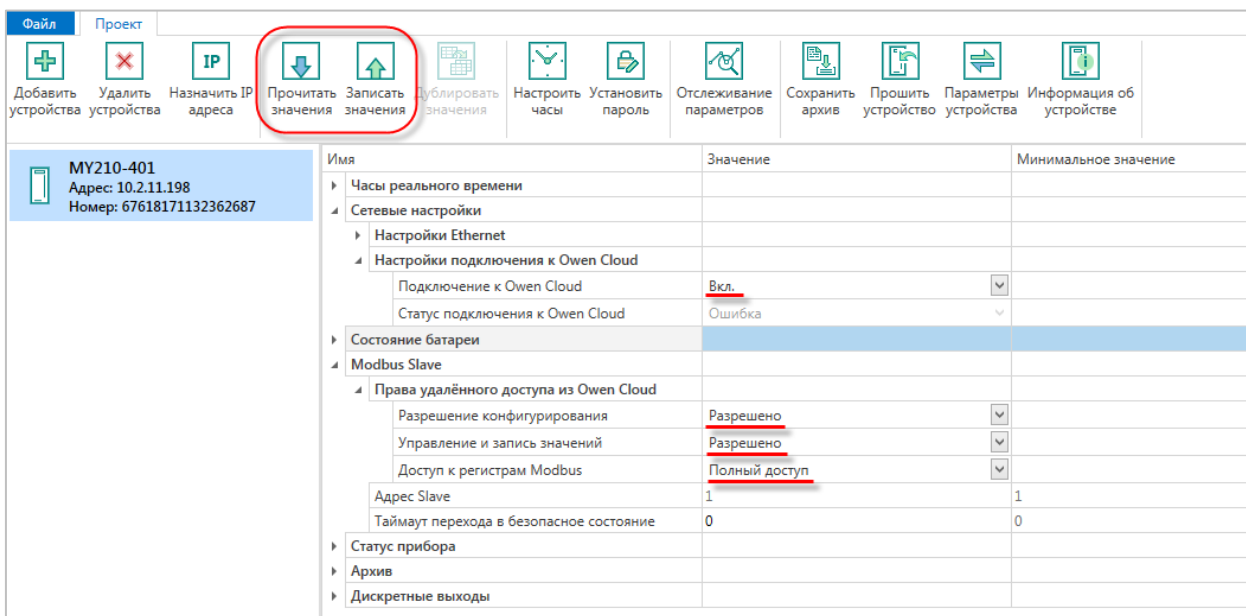 Файл Проект
IP
Добавить устройства
Удалить устройства
Назначить IP адреса
Прочитать значения
Записать значения
Дублировать значения
Настроить часы
Установить пароль
Отслеживание параметров
Сохранить архив
Прошить устройство
Параметры устройства
Информация об устройстве
МУ210-401
Адрес: 10.2.11.198
Номер: 67618171132362687
Имя Значение Минимальное значение
Часы реального времени
Сетевые настройки
Настройки Ethernet
Настройки подключения к Owen Cloud
Подключение к Owen Cloud Вкл.
Статус подключения к Owen Cloud Ошибка
Состояние батареи
Modbus Slave
Права удалённого доступа из Owen Cloud
Разрешение конфигурирования Разрешено
Управление и запись значений Разрешено
Доступ к регистрам Modbus Полный доступ
Адрес Slave 1 1
Таймаут перехода в безопасное состояние 0 0
Статус прибора
Архив
Дискретные выходы